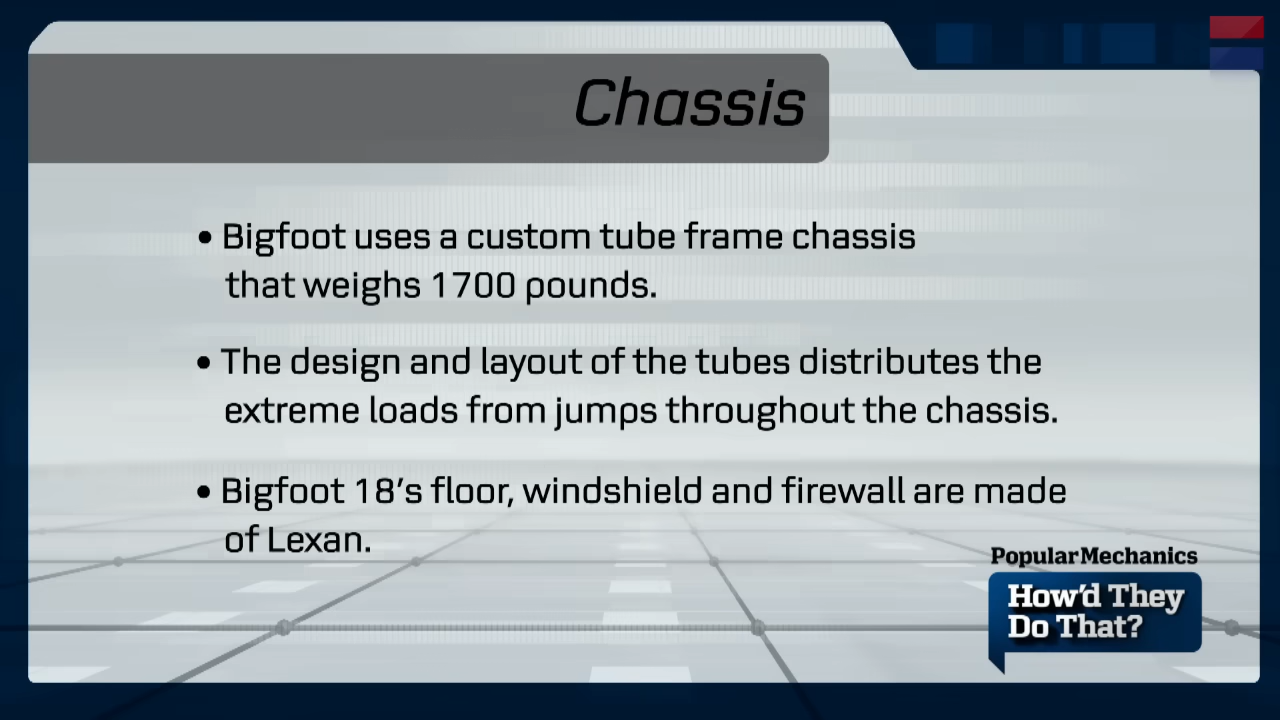 Chassis
• Bigfoot uses a custom tube frame chassis
that weighs 1700 pounds.
• The design and layout of the tubes distributes the
extreme loads from jumps throughout the chassis.
• Bigfoot 18's floor, windshield and firewall are made
of Lexan.
Popular Mechanics
How'd They
Do That?